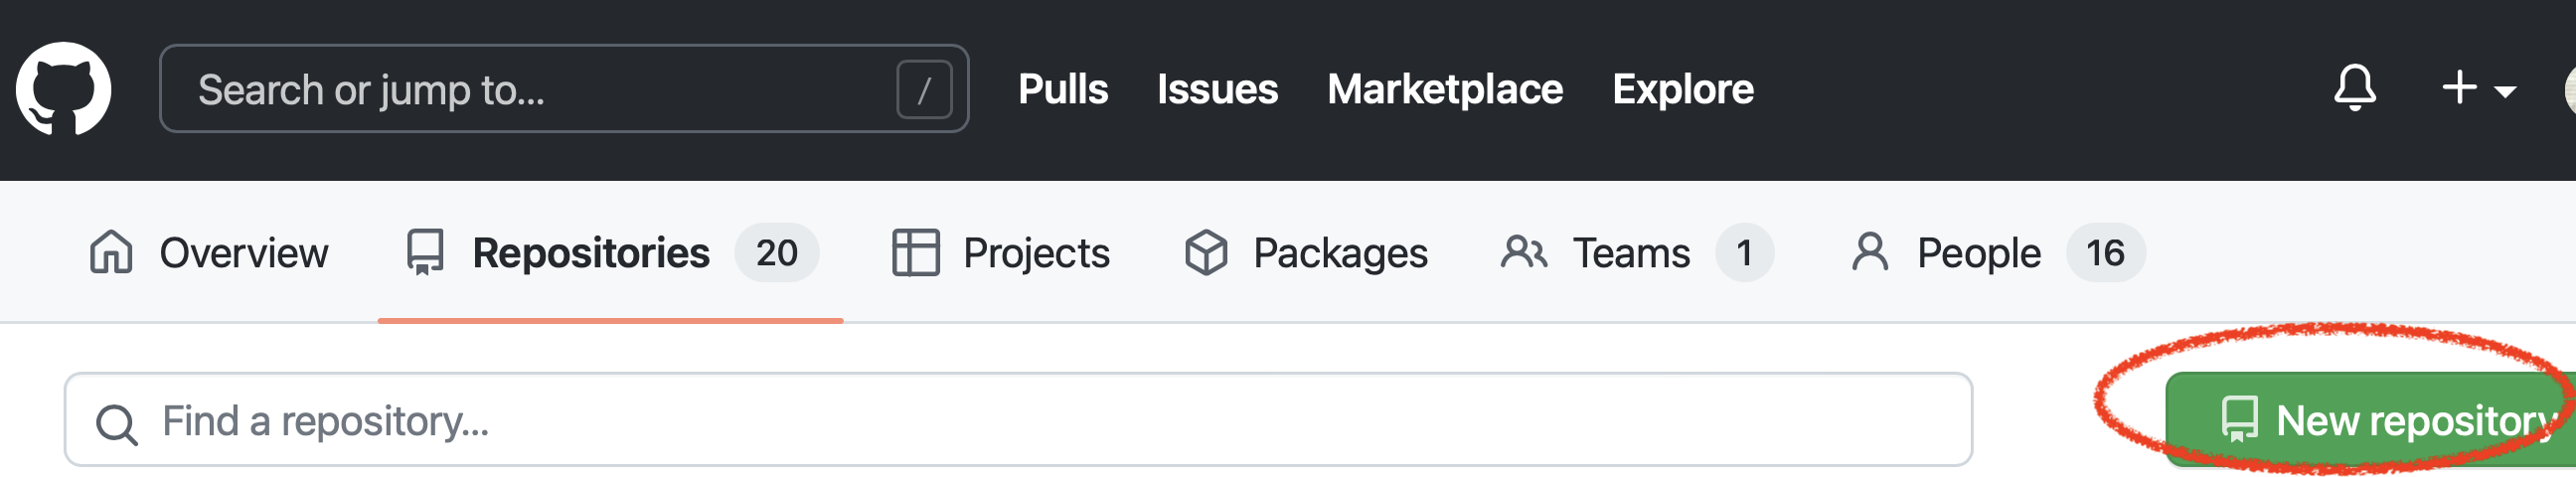 Search or jump to... / Pulls Issues Marketplace Explore
Overview Repositories 20 Projects Packages Teams 1 People 16
Find a repository... New repository